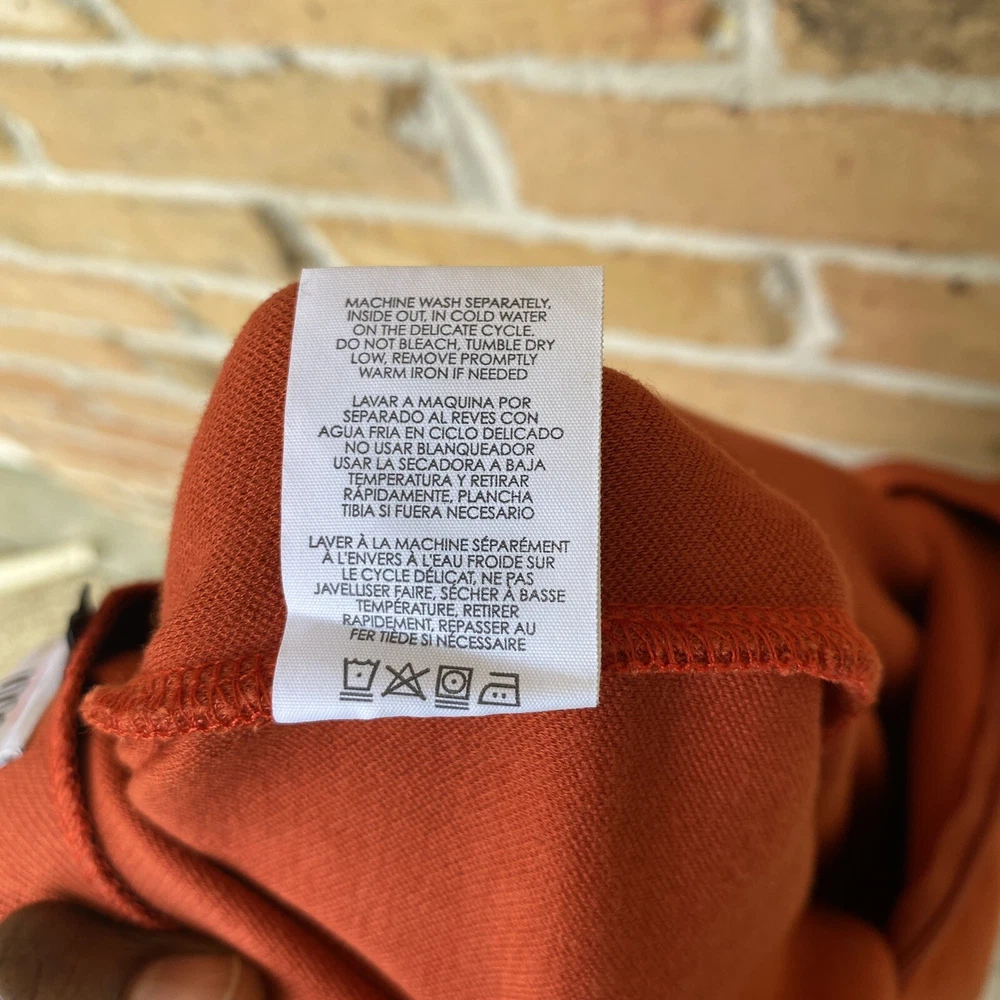 MACHINE WASH SEPARATELY,
INSIDE OUT, IN COLD WATER
ON THE DELICATE CYCLE.
DO NOT BLEACH, TUMBLE DRY
LOW, REMOVE PROMPTLY
WARM IRON IF NEEDED
LAVAR A MAQUINA POR
SEPARADO AL REVES CON
AGUA FRIA EN CICLO DELICADO
NO USAR BLANQUEADOR
USAR LA SECADORA A BAJA
TEMPERATURA Y RETIRAR
RÁPIDAMENTE, PLANCHA
TIBIA SI FUERA NECESARIO
LAVER À LA MACHINE SÉPARÉMENT
À L'ENVERS À L'EAU FROIDE SUR
LE CYCLE DÉLICAT, NE PAS
JAVELLISER FAIRE, SÉCHER À BASSE
TEMPÉRATURE, RETIRER
RAPIDEMENT, REPASSER AU
FER TIÈDE SI NÉCESSAIRE